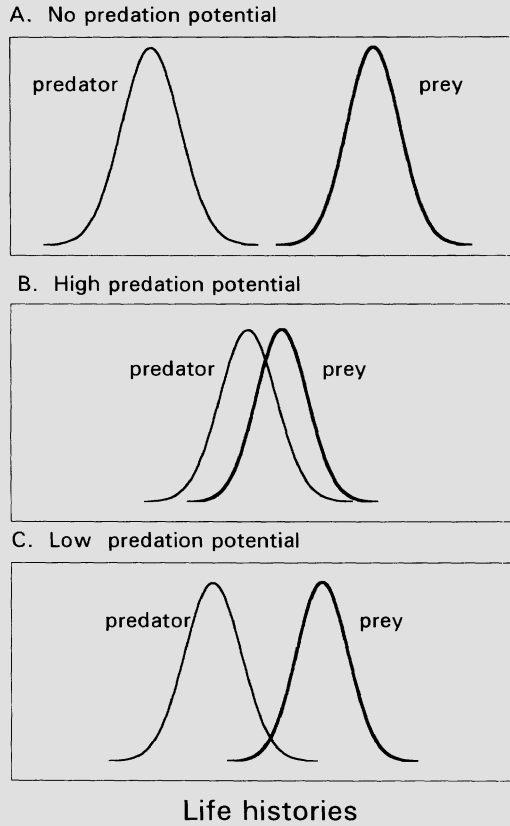 A. No predation potential
predator
prey
B. High predation potential
predator
prey
C. Low predation potential
predator
prey
Life histories